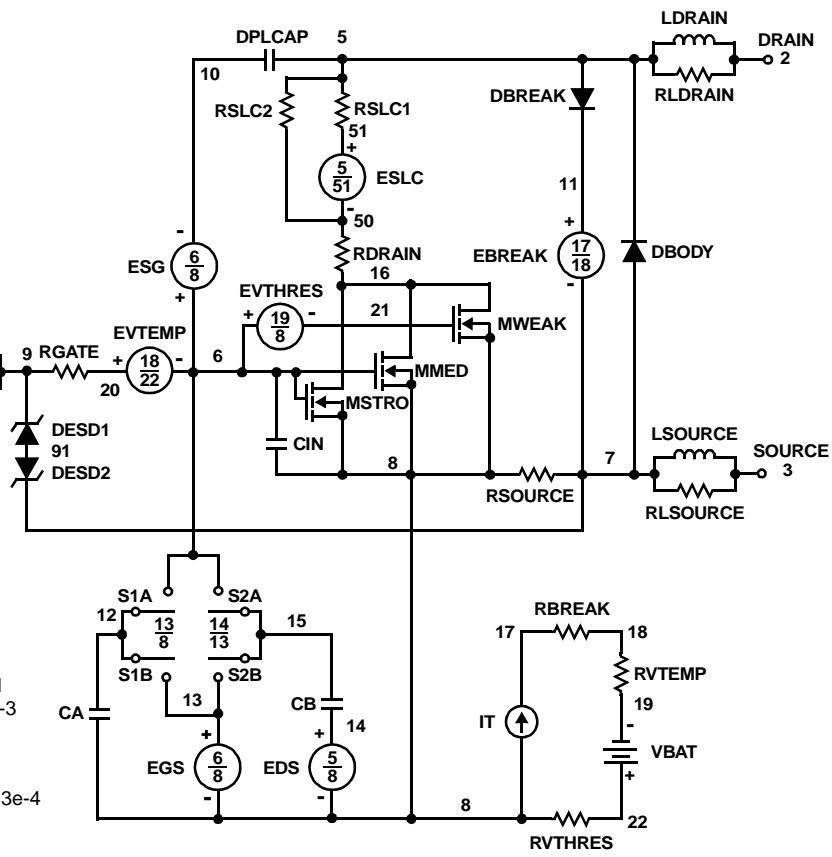 LDRAIN
DPLCAP 5 DRAIN
10 2
RLDRAIN
DBREAK
RSLC2 RSLC1
51
+
5
51
ESLC
11
-
50
- +
RDRAIN
6
8
ESG
EBREAK
17
18
DBODY
16
+
EVTHRES
-
+ 19
8
- 21
MWEAK
EVTEMP
9 RGATE + 18
22
- 6
20
MMED
MSTRO
DESD1
91
DESD2
CIN
LSOURCE
8 7 SOURCE
3
RSOURCE
RLSOURCE
S1A S2A
12 13
8
14
13
15
S1B S2B
13
RBREAK
17 18
RVTEMP
19
CA CB
14
IT
-
VBAT
+
+ +
EGS 6
8
EDS 5
8
- -
8 22
RVTHRES
-3
3e-4